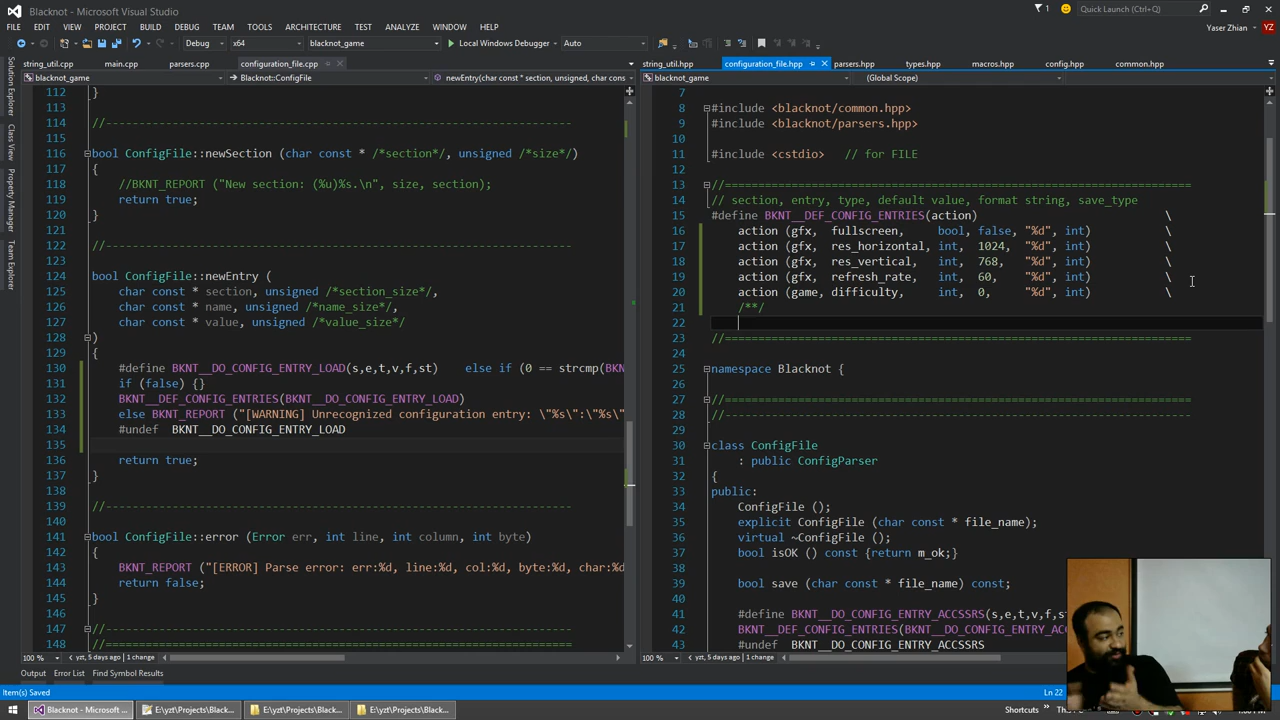 Blacknot - Microsoft Visual Studio
1
Quick Launch (Ctrl+Q)
FILE EDIT VIEW PROJECT BUILD DEBUG TEAM TOOLS ARCHITECTURE TEST ANALYZE WINDOW HELP
Yaser Zhian YZ
Debug x64 blacknot_game Local Windows Debugger Auto
Solution Explorer
Class View
Property Manager
Team Explorer
string_util.cpp main.cpp parsers.cpp configuration_file.cpp
blacknot_game Blacknot::ConfigFile newEntry(char const * section, unsigned, char cons
112 }
113
114 //----------------------------------------------------------------------
115
116 bool ConfigFile::newSection (char const * /*section*/, unsigned /*size*/)
117 {
118 //BKNT_REPORT ("New section: (%u)%s.\n", size, section);
119 return true;
120 }
121
122 //----------------------------------------------------------------------
123
124 bool ConfigFile::newEntry (
125 char const * section, unsigned /*section_size*/,
126 char const * name, unsigned /*name_size*/,
127 char const * value, unsigned /*value_size*/
128 )
129 {
130 #define BKNT__DO_CONFIG_ENTRY_LOAD(s,e,t,v,f,st) else if (0 == strcmp(BKN
131 if (false) {}
132 BKNT__DEF_CONFIG_ENTRIES(BKNT__DO_CONFIG_ENTRY_LOAD)
133 else BKNT_REPORT ("[WARNING] Unrecognized configuration entry: \"%s\":\"%s\"
134 #undef BKNT__DO_CONFIG_ENTRY_LOAD
135
136 return true;
137 }
138
139 //----------------------------------------------------------------------
140
141 bool ConfigFile::error (Error err, int line, int column, int byte)
142 {
143 BKNT_REPORT ("[ERROR] Parse error: err:%d, line:%d, col:%d, byte:%d, char:%d
144 return false;
145 }
146
147 //----------------------------------------------------------------------
148 //======================================================================
100 % yzt, 5 days ago | 1 change
string_util.hpp configuration_file.hpp parsers.hpp types.hpp macros.hpp config.hpp common.hpp
blacknot_game (Global Scope)
7
8 #include <blacknot/common.hpp>
9 #include <blacknot/parsers.hpp>
10
11 #include <cstdio> // for FILE
12
13 //======================================================================
14 // section, entry, type, default value, format string, save_type
15 #define BKNT__DEF_CONFIG_ENTRIES(action) \
16 action (gfx, fullscreen, bool, false, "%d", int) \
17 action (gfx, res_horizontal, int, 1024, "%d", int) \
18 action (gfx, res_vertical, int, 768, "%d", int) \
19 action (gfx, refresh_rate, int, 60, "%d", int) \
20 action (game, difficulty, int, 0, "%d", int) \
21 /**/
22
23 //======================================================================
24
25 namespace Blacknot {
26
27 //======================================================================
28 //----------------------------------------------------------------------
29
30 class ConfigFile
31 : public ConfigParser
32 {
33 public:
34 ConfigFile ();
35 explicit ConfigFile (char const * file_name);
36 virtual ~ConfigFile ();
37 bool isOK () const {return m_ok;}
38
39 bool save (char const * file_name) const;
40
41 #define BKNT__DO_CONFIG_ENTRY_ACCSSRS(s,e,t,v,f,st
42 BKNT__DEF_CONFIG_ENTRIES(BKNT__DO_CONFIG_ENTRY_AC
43 #undef BKNT__DO_CONFIG_ENTRY_ACCSSRS
100 % yzt, 5 days ago | 1 change
Output Error List Find Symbol Results
Item(s) Saved Ln 22
Blacknot - Microsoft ... E:\yzt\Projects\Blackn... E:\yzt\Projects\Blackn... E:\yzt\Projects\Blackn... Shortcuts